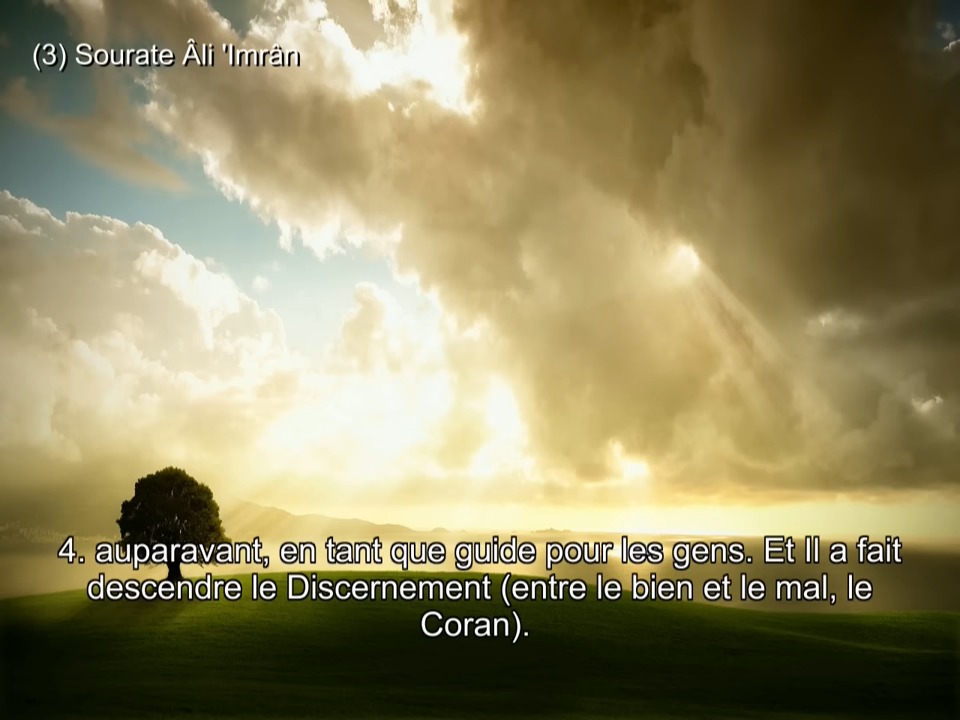 (3) Sourate Âli 'Imrân
4. auparavant, en tant que guide pour les gens. Et Il a fait
descendre le Discernement (entre le bien et le mal, le
Coran).